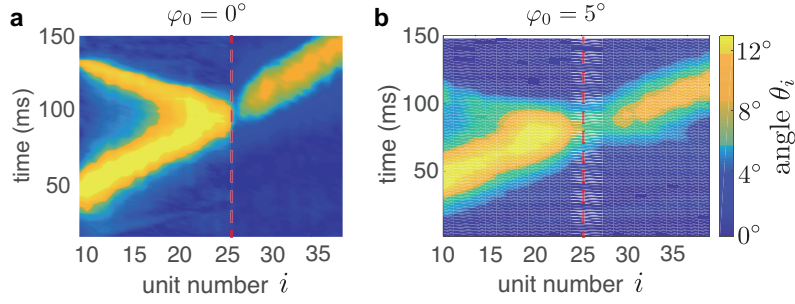 a
φ₀ = 0°
150
100
50
time (ms)
10 15 20 25 30 35
unit number i
b
φ₀ = 5°
150
100
50
time (ms)
10 15 20 25 30 35
unit number i
12°
8°
4°
0°
angle θᵢ